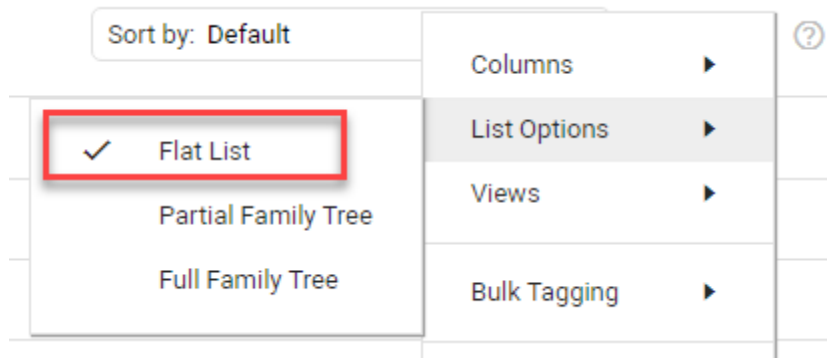 Sort by: Default
Columns
List Options
Views
Bulk Tagging
Flat List
Partial Family Tree
Full Family Tree